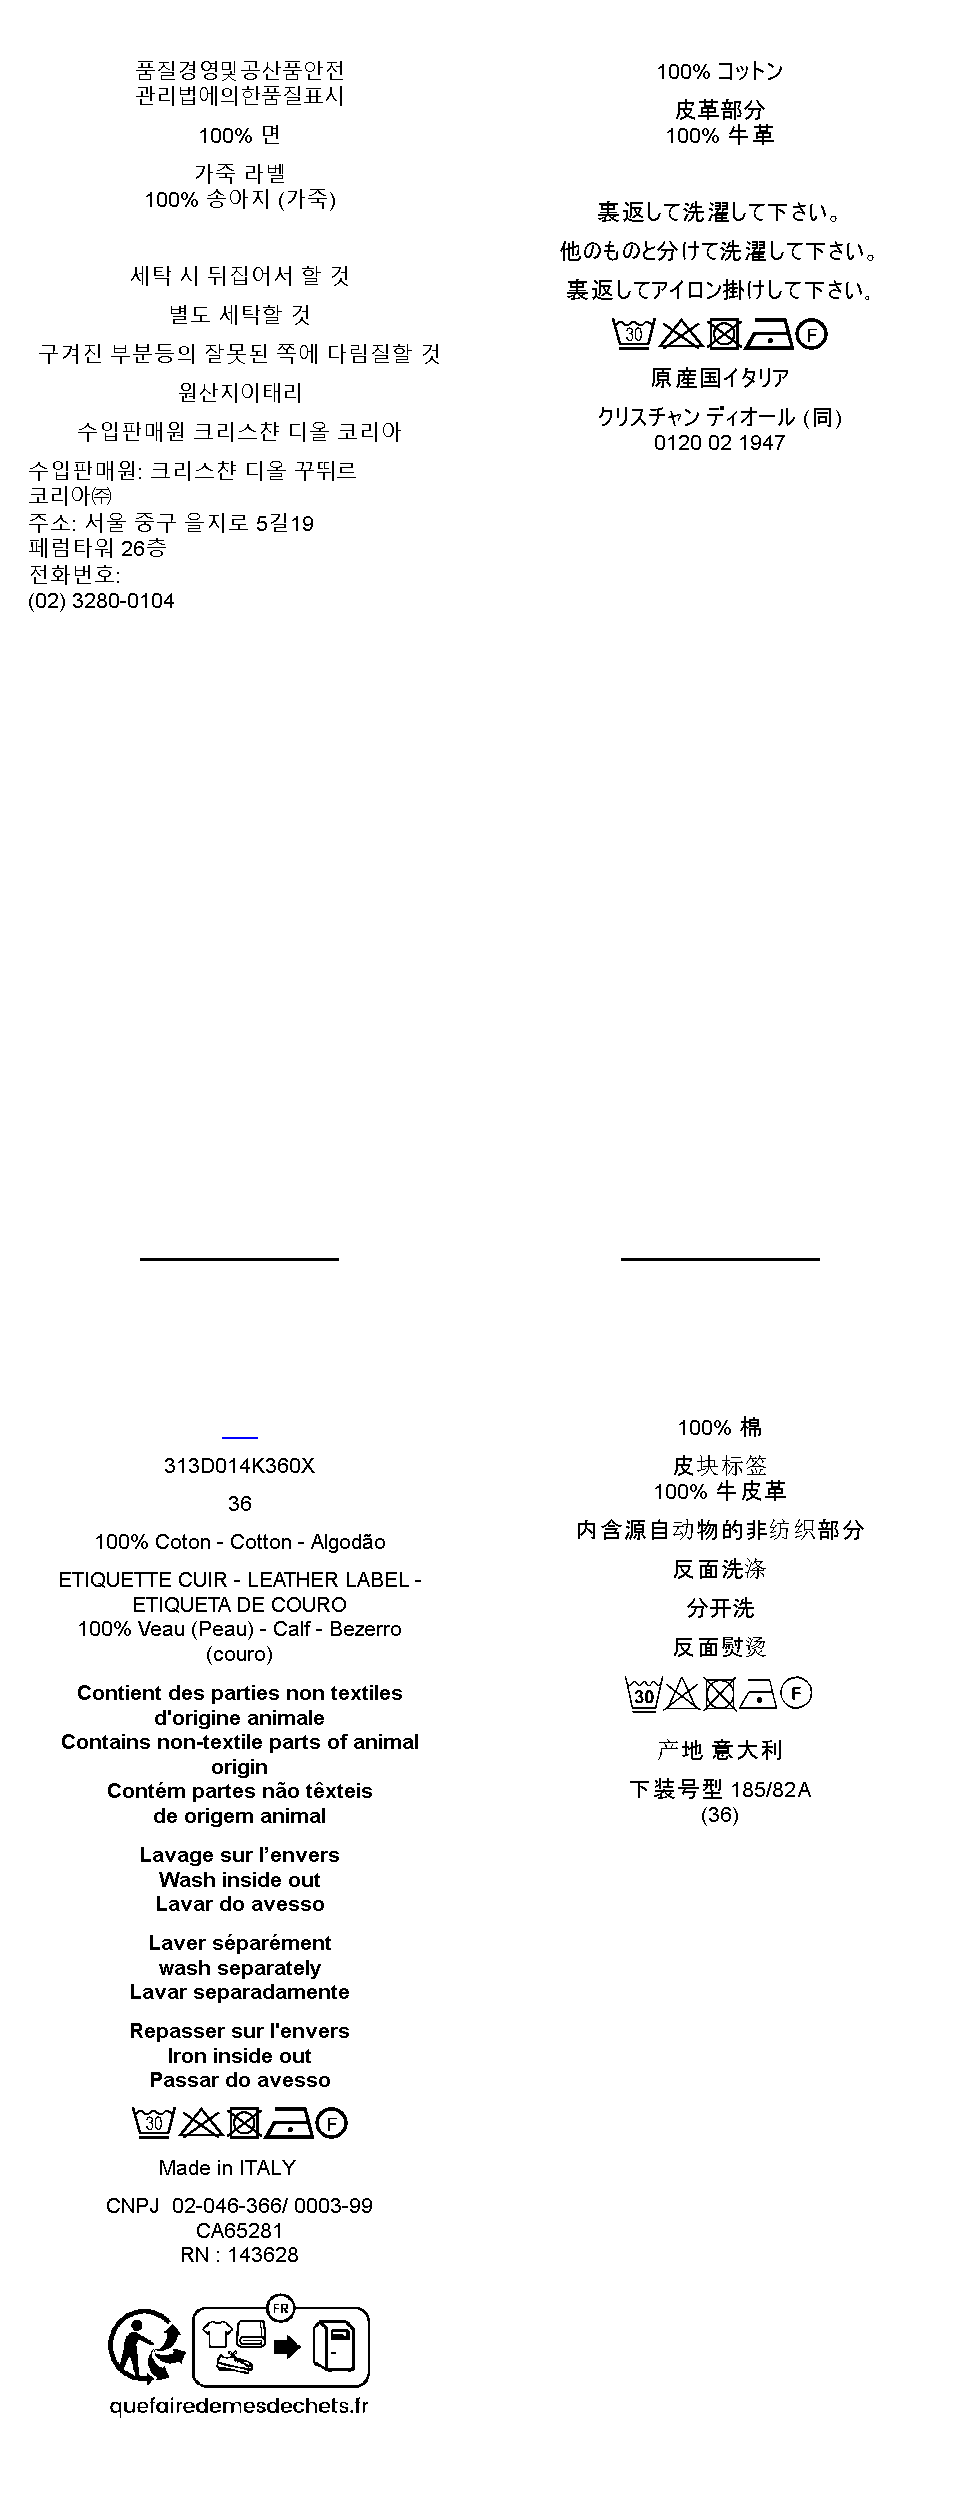 품질경영및공산품안전
관리법에의한품질표시
100% 면
가죽 라벨
100% 송아지 (가죽)
세탁 시 뒤집어서 할 것
별도 세탁할 것
구겨진 부분등의 잘못된 쪽에 다림질할 것
원산지이태리
수입판매원 크리스챤 디올 코리아
수입판매원: 크리스챤 디올 꾸뛰르
코리아㈜
주소: 서울 중구 을지로 5길19
페럼타워 26층
전화번호:
(02) 3280-0104
100% コットン
皮革部分
100% 牛革
裏返して洗濯して下さい。
他のものと分けて洗濯して下さい。
裏返してアイロン掛けして下さい。
30 F
原産国イタリア
クリスチャン ディオール (同)
0120 02 1947
313D014K360X
36
100% Coton - Cotton - Algodão
ETIQUETTE CUIR - LEATHER LABEL -
ETIQUETA DE COURO
100% Veau (Peau) - Calf - Bezerro
(couro)
Contient des parties non textiles
d'origine animale
Contains non-textile parts of animal
origin
Contém partes não têxteis
de origem animal
Lavage sur l’envers
Wash inside out
Lavar do avesso
Laver séparément
wash separately
Lavar separadamente
Repasser sur l'envers
Iron inside out
Passar do avesso
30 F
Made in ITALY
CNPJ 02-046-366/ 0003-99
CA65281
RN : 143628
FR
quefairedemesdechets.fr
100% 棉
皮块标签
100% 牛皮革
内含源自动物的非纺织部分
反面洗涤
分开洗
反面熨烫
30 F
产地 意大利
下装号型 185/82A
(36)